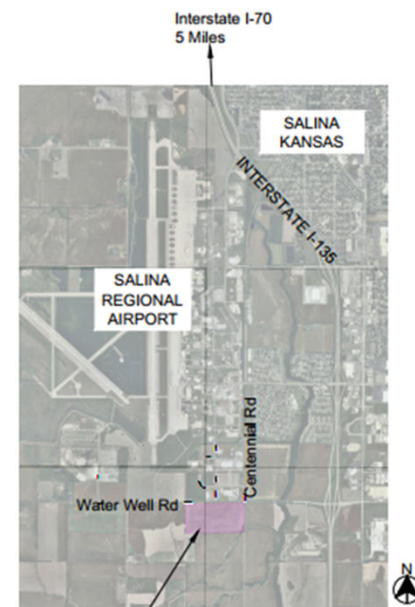 Interstate I-70
5 Miles
SALINA
KANSAS
INTERSTATE I-135
SALINA
REGIONAL
AIRPORT
Centennial Rd
Water Well Rd
N